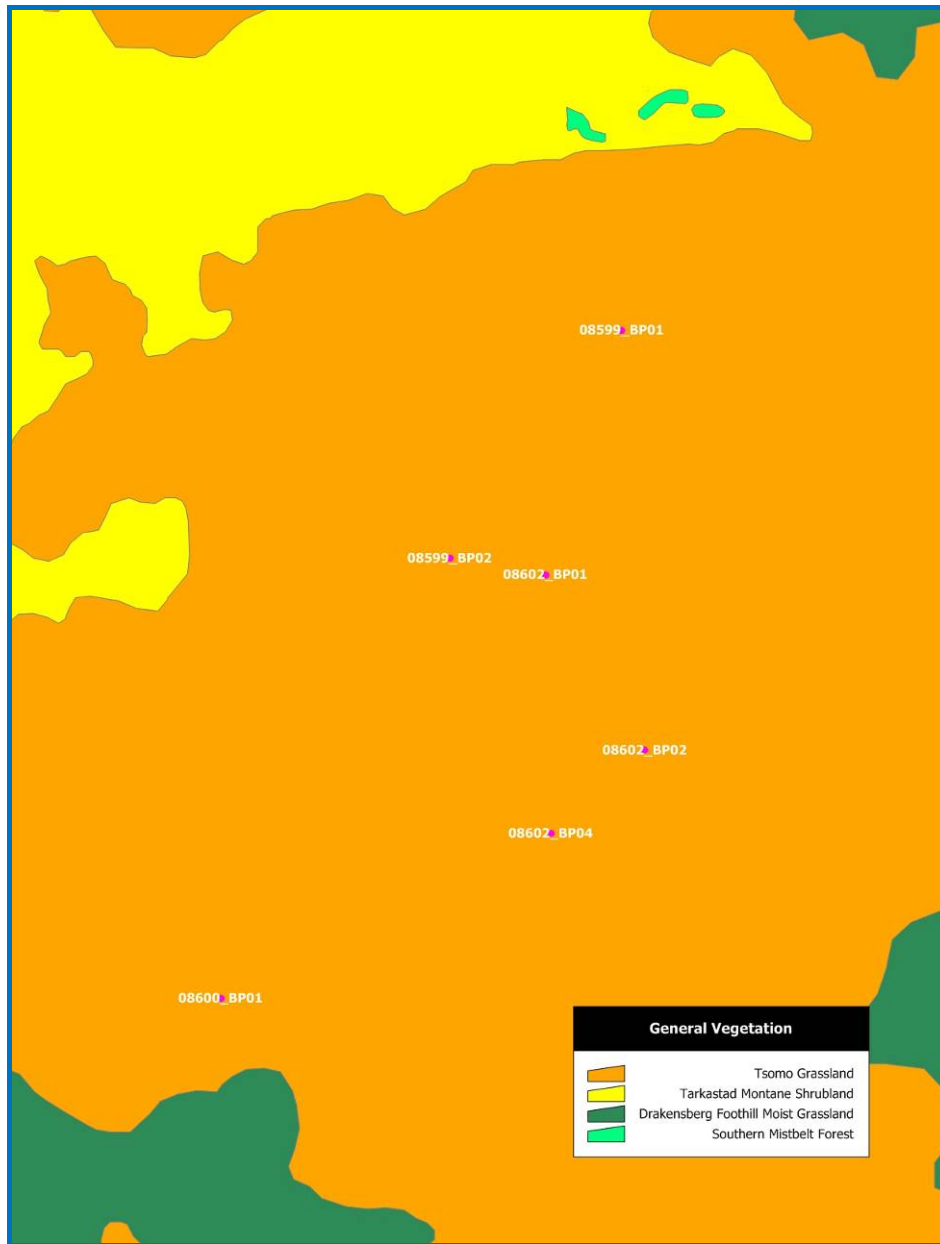 08599_BP01
08599_BP02
08602_BP01
08602_BP02
08602_BP04
08600_BP01
General Vegetation
Tsomo Grassland
Tarkastad Montane Shrubland
Drakensberg Foothill Moist Grassland
Southern Mistbelt Forest